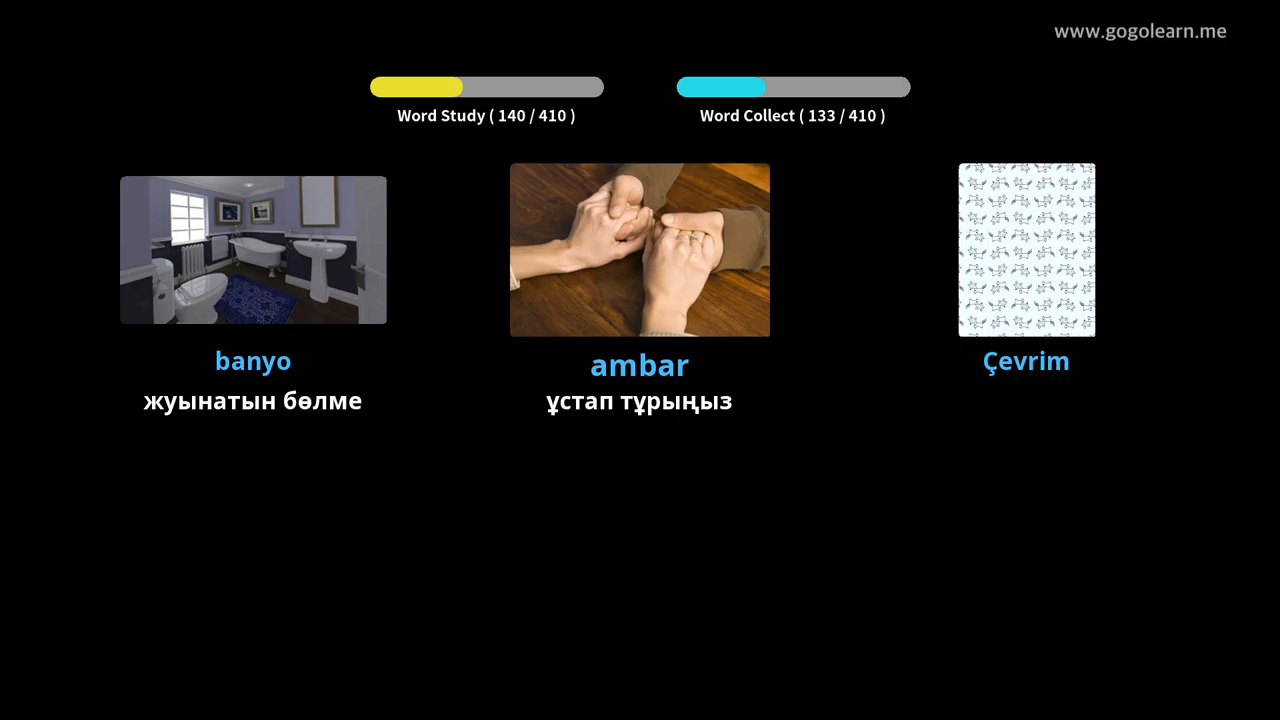 www.gogolearn.me
Word Study ( 140 / 410 )
Word Collect ( 133 / 410 )
banyo
жуынатын бөлме
ambar
ұстап тұрыңыз
Çevrim